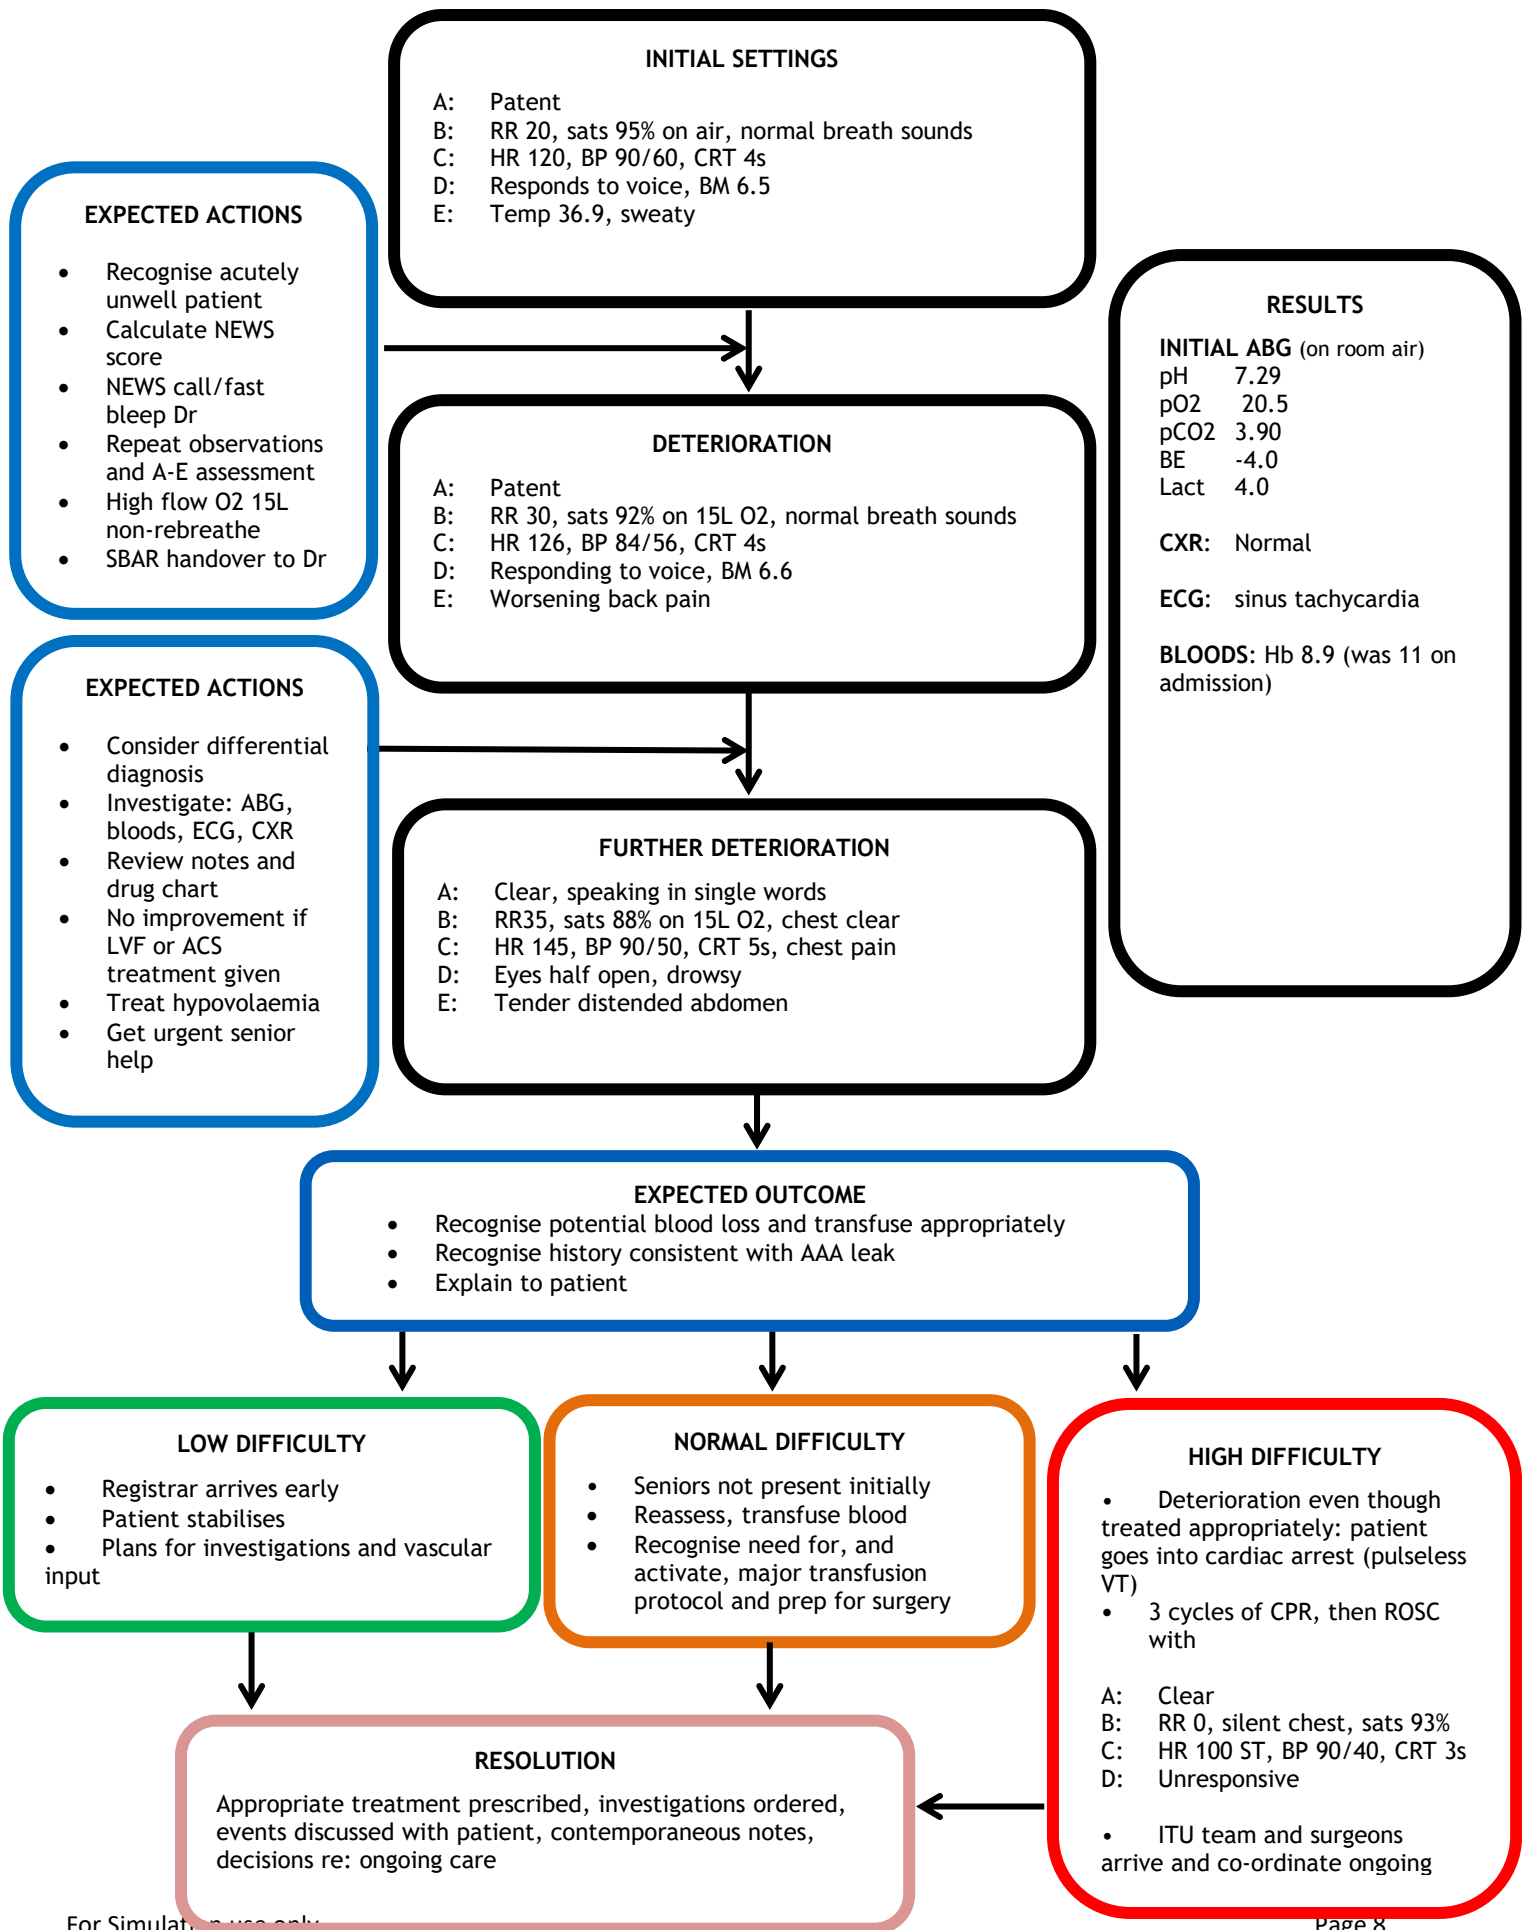 INITIAL SETTINGS
A: Patent
B: RR 20, sats 95% on air, normal breath sounds
C: HR 120, BP 90/60, CRT 4s
D: Responds to voice, BM 6.5
E: Temp 36.9, sweaty
EXPECTED ACTIONS
• Recognise acutely
unwell patient
• Calculate NEWS
score
• NEWS call/fast
bleep Dr
• Repeat observations
and A-E assessment
• High flow O2 15L
non-rebreathe
• SBAR handover to Dr
RESULTS
INITIAL ABG (on room air)
pH 7.29
pO2 20.5
pCO2 3.90
BE -4.0
Lact 4.0
CXR: Normal
ECG: sinus tachycardia
BLOODS: Hb 8.9 (was 11 on
admission)
DETERIORATION
A: Patent
B: RR 30, sats 92% on 15L O2, normal breath sounds
C: HR 126, BP 84/56, CRT 4s
D: Responding to voice, BM 6.6
E: Worsening back pain
EXPECTED ACTIONS
• Consider differential
diagnosis
• Investigate: ABG,
bloods, ECG, CXR
• Review notes and
drug chart
• No improvement if
LVF or ACS
treatment given
• Treat hypovolaemia
• Get urgent senior
help
FURTHER DETERIORATION
A: Clear, speaking in single words
B: RR35, sats 88% on 15L O2, chest clear
C: HR 145, BP 90/50, CRT 5s, chest pain
D: Eyes half open, drowsy
E: Tender distended abdomen
EXPECTED OUTCOME
• Recognise potential blood loss and transfuse appropriately
• Recognise history consistent with AAA leak
• Explain to patient
LOW DIFFICULTY
• Registrar arrives early
• Patient stabilises
• Plans for investigations and vascular
input
NORMAL DIFFICULTY
• Seniors not present initially
• Reassess, transfuse blood
• Recognise need for, and
activate, major transfusion
protocol and prep for surgery
HIGH DIFFICULTY
• Deterioration even though
treated appropriately: patient
goes into cardiac arrest (pulseless
VT)
• 3 cycles of CPR, then ROSC
with
A: Clear
B: RR 0, silent chest, sats 93%
C: HR 100 ST, BP 90/40, CRT 3s
D: Unresponsive
• ITU team and surgeons
arrive and co-ordinate ongoing
RESOLUTION
Appropriate treatment prescribed, investigations ordered,
events discussed with patient, contemporaneous notes,
decisions re: ongoing care
For Simulation use only
Page 8